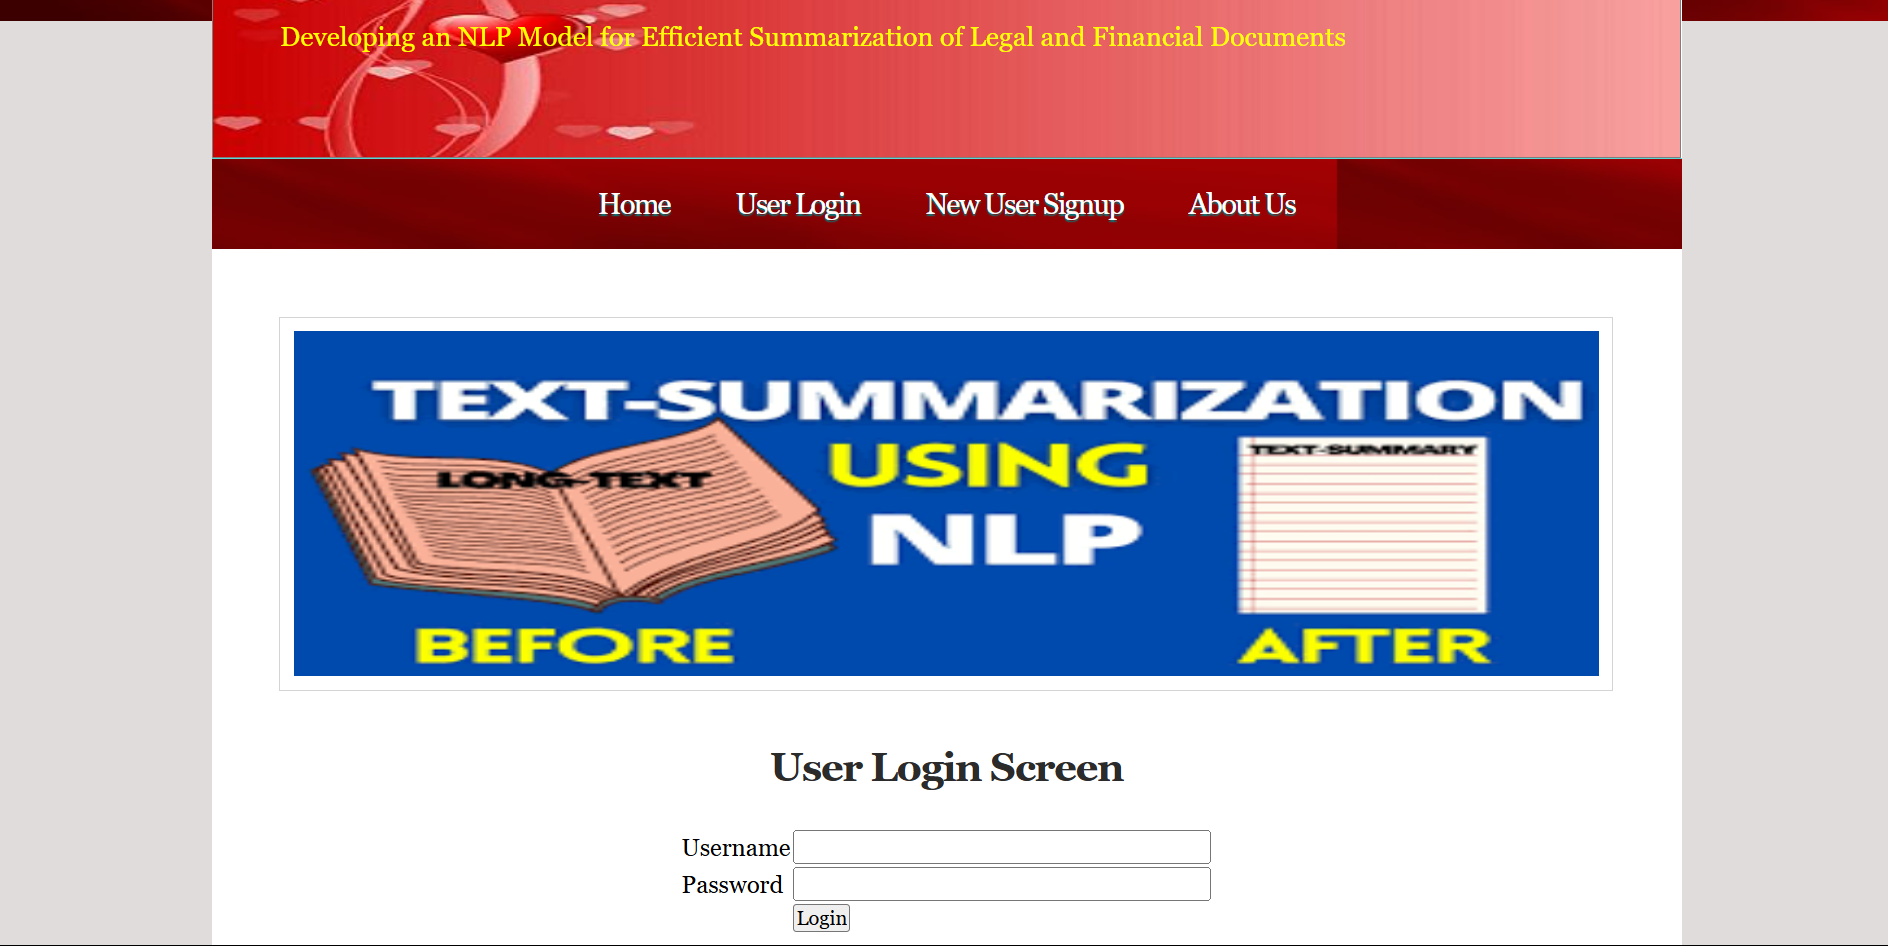 Developing an NLP Model for Efficient Summarization of Legal and Financial Documents
Home User Login New User Signup About Us
TEXT-SUMMARIZATION
USING
NLP
LONG-TEXT
TEXT-SUMMARY
BEFORE
AFTER
User Login Screen
Username
Password
Login